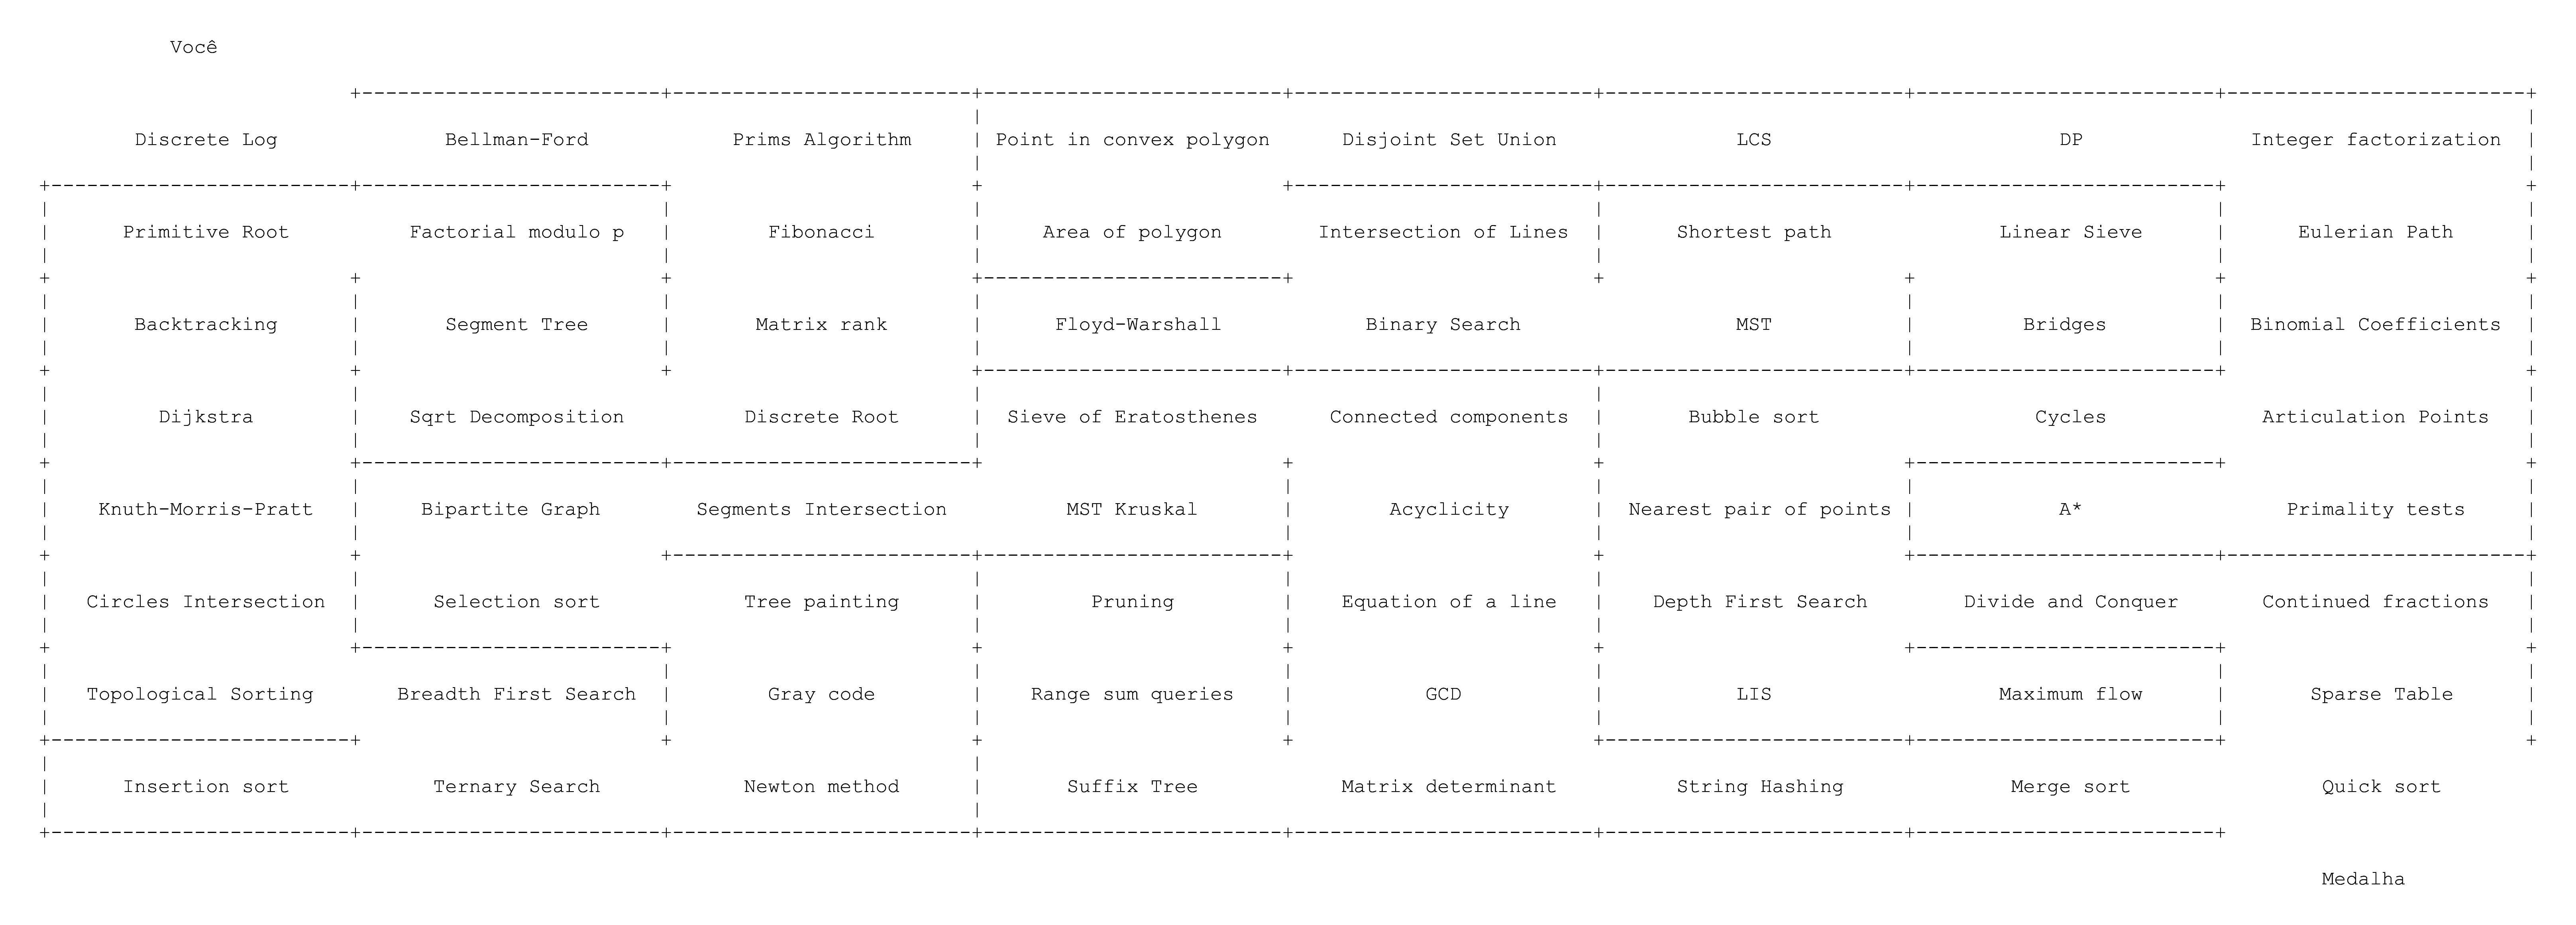 Você
Discrete Log Bellman-Ford Prims Algorithm Point in convex polygon Disjoint Set Union LCS DP Integer factorization
Primitive Root Factorial modulo p Fibonacci Area of polygon Intersection of Lines Shortest path Linear Sieve Eulerian Path
Backtracking Segment Tree Matrix rank Floyd-Warshall Binary Search MST Bridges Binomial Coefficients
Dijkstra Sqrt Decomposition Discrete Root Sieve of Eratosthenes Connected components Bubble sort Cycles Articulation Points
Knuth-Morris-Pratt Bipartite Graph Segments Intersection MST Kruskal Acyclicity Nearest pair of points A* Primality tests
Circles Intersection Selection sort Tree painting Pruning Equation of a line Depth First Search Divide and Conquer Continued fractions
Topological Sorting Breadth First Search Gray code Range sum queries GCD LIS Maximum flow Sparse Table
Insertion sort Ternary Search Newton method Suffix Tree Matrix determinant String Hashing Merge sort Quick sort
Medalha